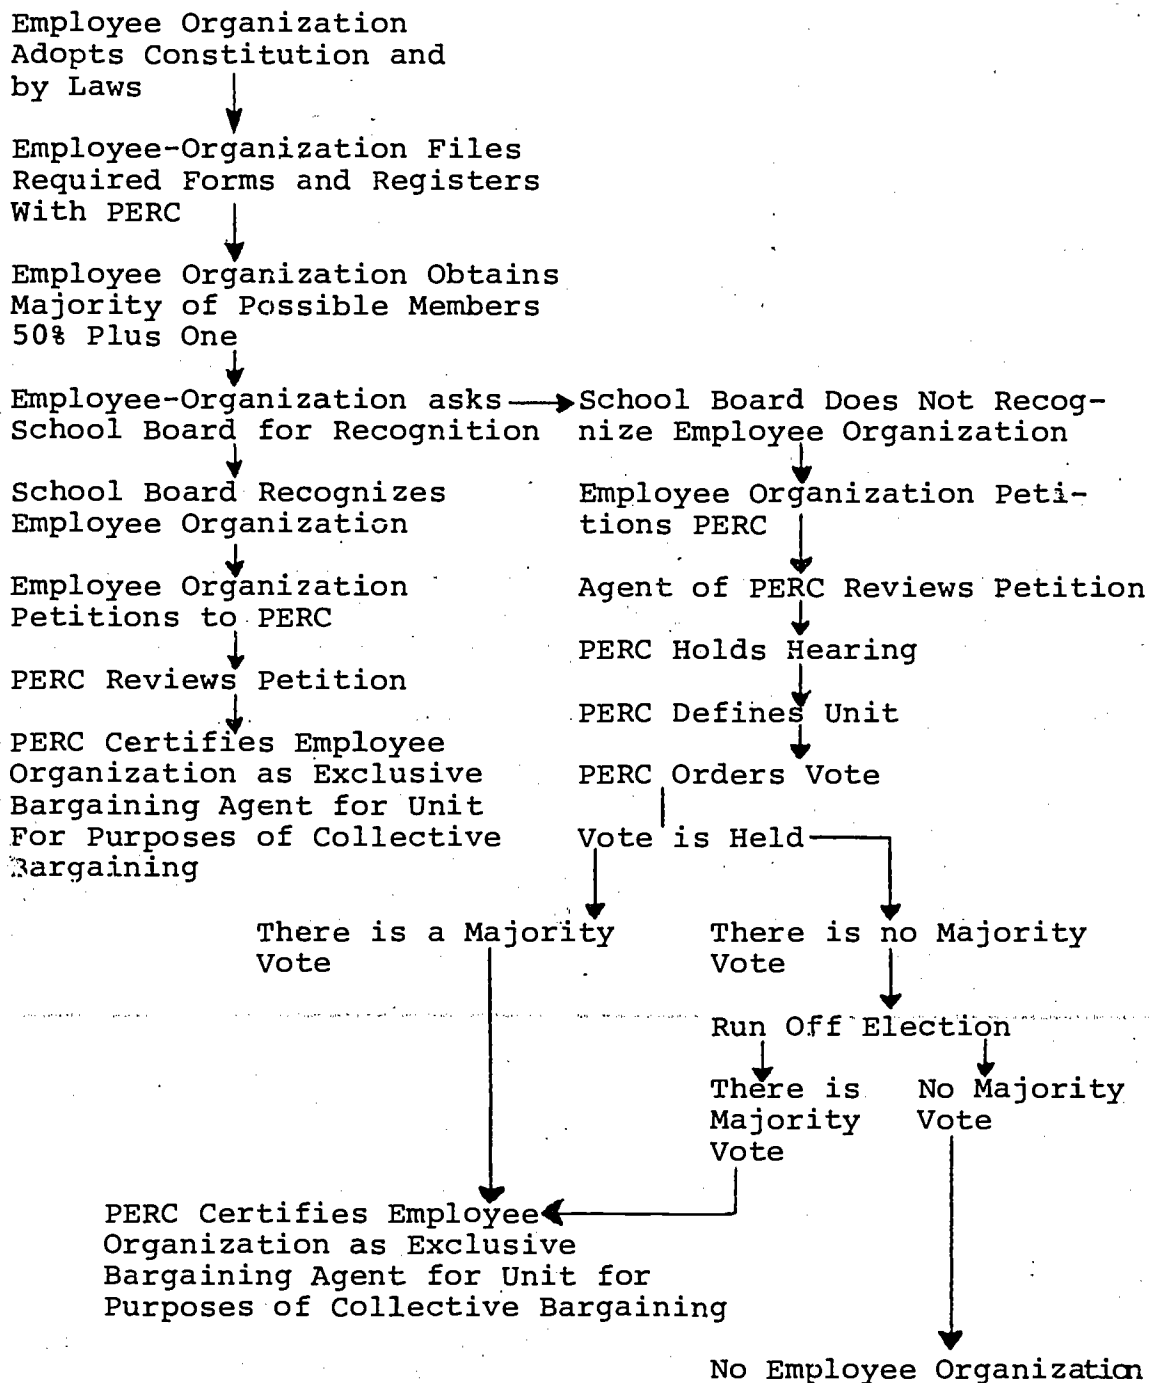 Employee Organization
Adopts Constitution and
by Laws
Employee-Organization Files
Required Forms and Registers
With PERC
Employee Organization Obtains
Majority of Possible Members
50% Plus One
Employee-Organization asks
School Board for Recognition
School Board Does Not Recog-
nize Employee Organization
School Board Recognizes
Employee Organization
Employee Organization
Petitions to PERC
PERC Reviews Petition
PERC Certifies Employee
Organization as Exclusive
Bargaining Agent for Unit
For Purposes of Collective
Bargaining
Employee Organization Peti-
tions PERC
Agent of PERC Reviews Petition
PERC Holds Hearing
PERC Defines Unit
PERC Orders Vote
Vote is Held
There is a Majority
Vote
There is no Majority
Vote
Run Off Election
There is
Majority
Vote
No Majority
Vote
PERC Certifies Employee
Organization as Exclusive
Bargaining Agent for Unit for
Purposes of Collective Bargaining
No Employee Organization